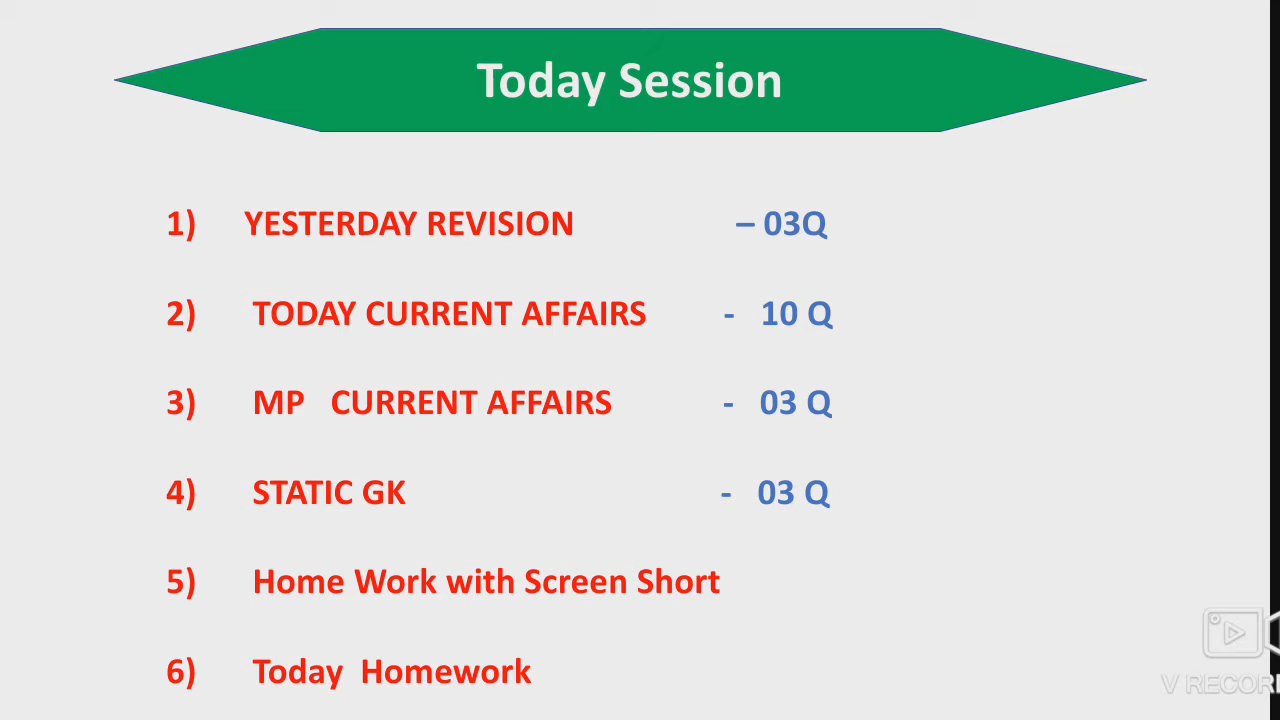 Today Session
1) YESTERDAY REVISION – 03Q
2) TODAY CURRENT AFFAIRS - 10 Q
3) MP CURRENT AFFAIRS - 03 Q
4) STATIC GK - 03 Q
5) Home Work with Screen Short
6) Today Homework
V RECOR